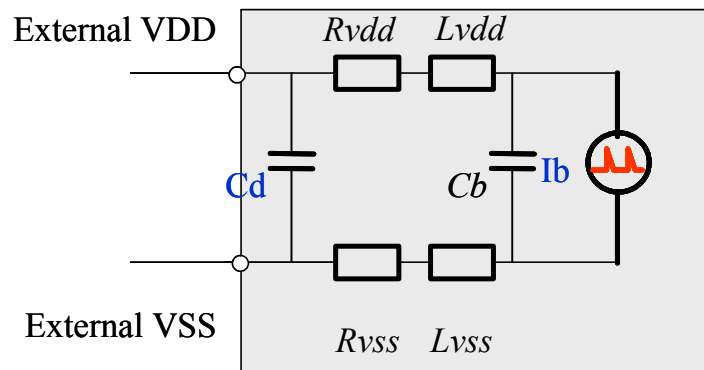 External VDD
Rvdd Lvdd
Cd
Cb
Ib
External VSS
Rvss Lvss